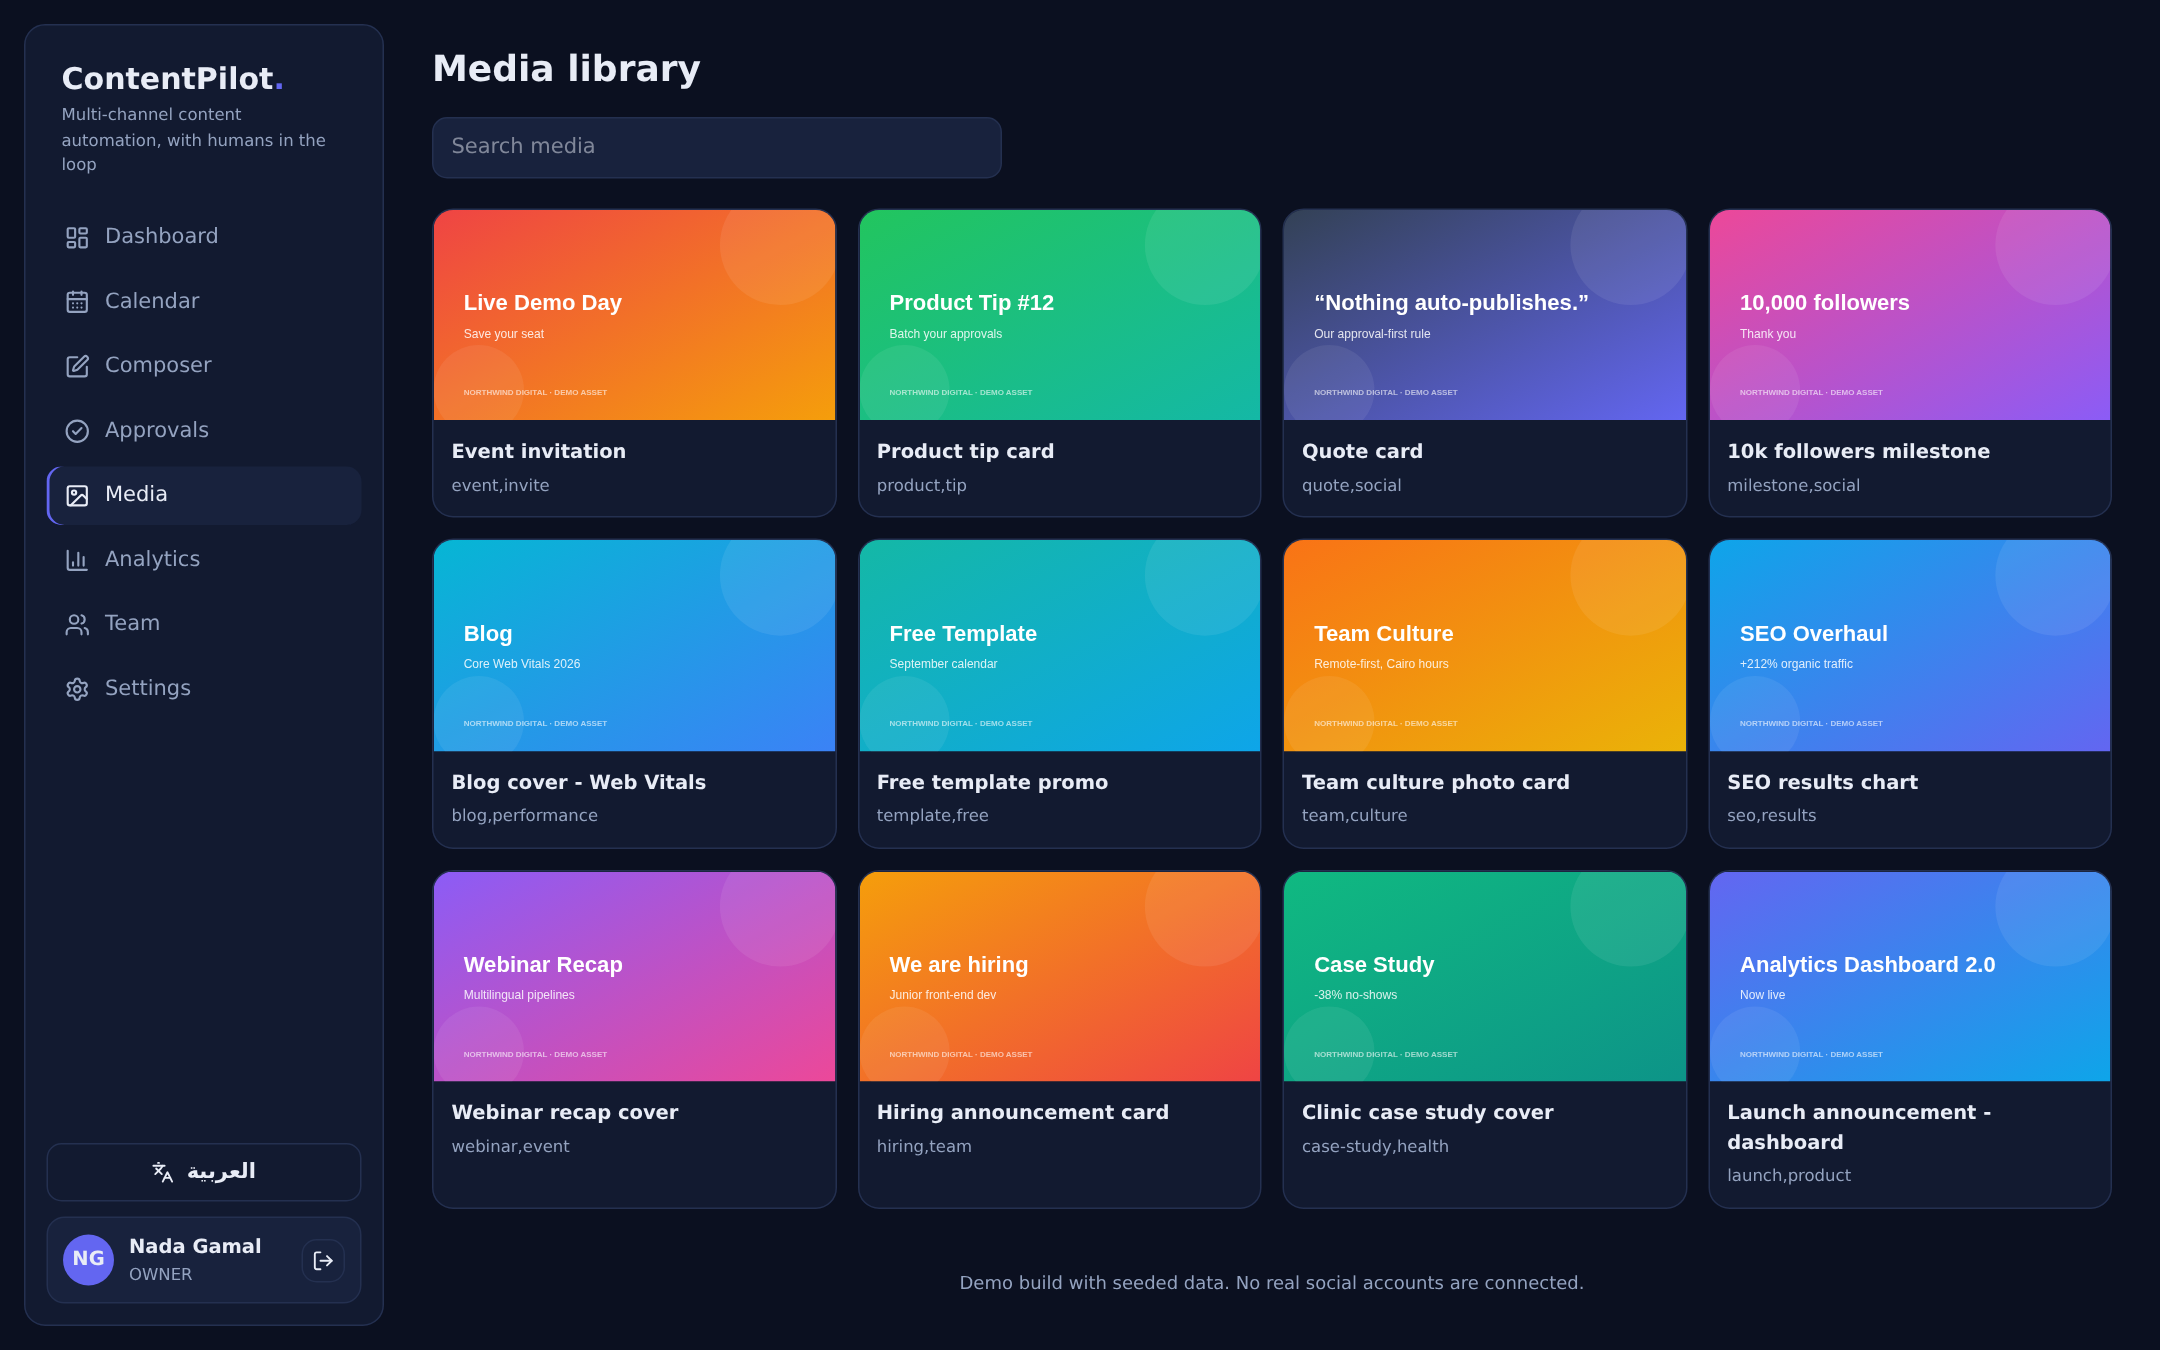 ContentPilot.
Multi-channel content
automation, with humans in the
loop
Dashboard
Calendar
Composer
Approvals
Media
Analytics
Team
Settings
العربية
NG
Nada Gamal
OWNER
Media library
Search media
Live Demo Day
Save your seat
NORTHWIND DIGITAL · DEMO ASSET
Event invitation
event,invite
Product Tip #12
Batch your approvals
NORTHWIND DIGITAL · DEMO ASSET
Product tip card
product,tip
“Nothing auto-publishes.”
Our approval-first rule
NORTHWIND DIGITAL · DEMO ASSET
Quote card
quote,social
10,000 followers
Thank you
NORTHWIND DIGITAL · DEMO ASSET
10k followers milestone
milestone,social
Blog
Core Web Vitals 2026
NORTHWIND DIGITAL · DEMO ASSET
Blog cover - Web Vitals
blog,performance
Free Template
September calendar
NORTHWIND DIGITAL · DEMO ASSET
Free template promo
template,free
Team Culture
Remote-first, Cairo hours
NORTHWIND DIGITAL · DEMO ASSET
Team culture photo card
team,culture
SEO Overhaul
+212% organic traffic
NORTHWIND DIGITAL · DEMO ASSET
SEO results chart
seo,results
Webinar Recap
Multilingual pipelines
NORTHWIND DIGITAL · DEMO ASSET
Webinar recap cover
webinar,event
We are hiring
Junior front-end dev
NORTHWIND DIGITAL · DEMO ASSET
Hiring announcement card
hiring,team
Case Study
-38% no-shows
NORTHWIND DIGITAL · DEMO ASSET
Clinic case study cover
case-study,health
Analytics Dashboard 2.0
Now live
NORTHWIND DIGITAL · DEMO ASSET
Launch announcement -
dashboard
launch,product
Demo build with seeded data. No real social accounts are connected.